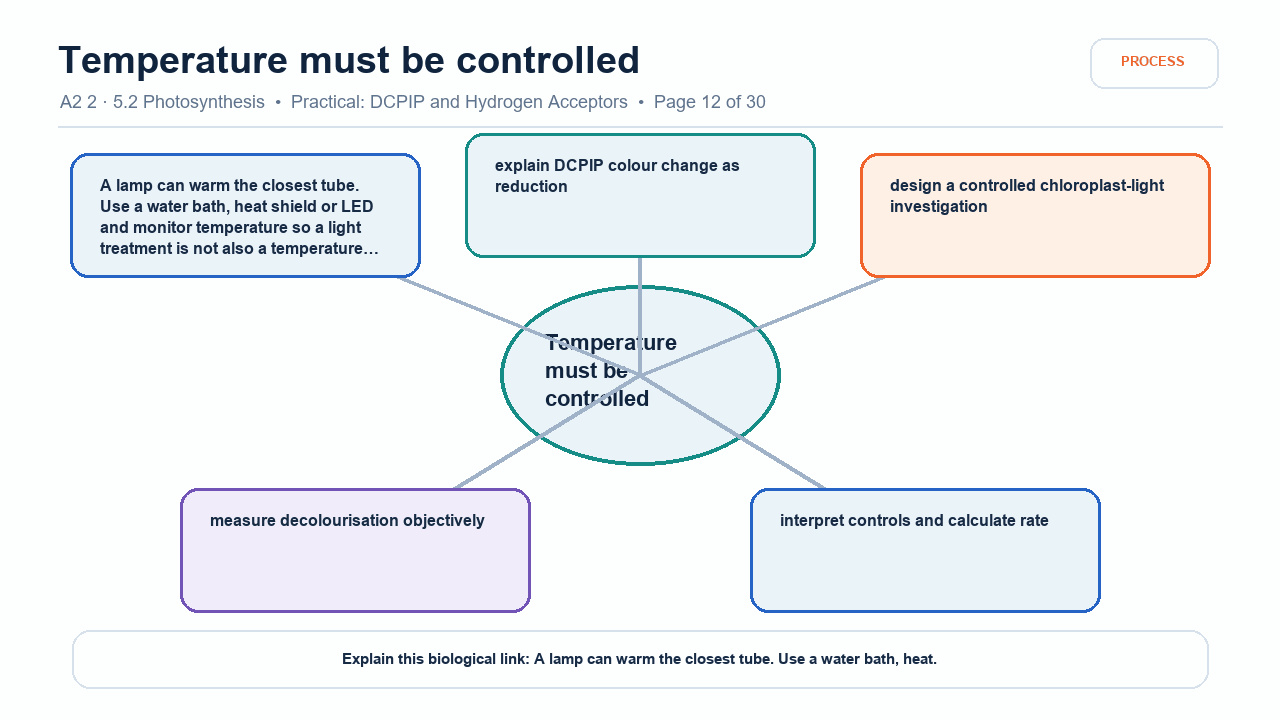 Temperature must be controlled
PROCESS
A2 2 · 5.2 Photosynthesis • Practical: DCPIP and Hydrogen Acceptors • Page 12 of 30
A lamp can warm the closest tube.
Use a water bath, heat shield or LED
and monitor temperature so a light
treatment is not also a temperature…
explain DCPIP colour change as
reduction
design a controlled chloroplast-light
investigation
Temperature
must be
controlled
measure decolourisation objectively
interpret controls and calculate rate
Explain this biological link: A lamp can warm the closest tube. Use a water bath, heat.